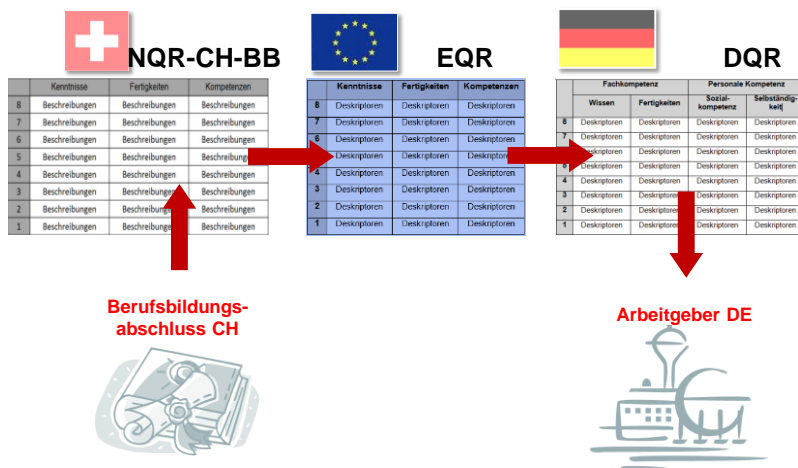 NQR-CH-BB
EQR
DQR
Kenntnisse Fertigkeiten Kompetenzen
8 Beschreibungen Beschreibungen Beschreibungen
7 Beschreibungen Beschreibungen Beschreibungen
6 Beschreibungen Beschreibungen Beschreibungen
5 Beschreibungen Beschreibungen Beschreibungen
4 Beschreibungen Beschreibungen Beschreibungen
3 Beschreibungen Beschreibungen Beschreibungen
2 Beschreibungen Beschreibungen Beschreibungen
1 Beschreibungen Beschreibungen Beschreibungen
Kenntnisse Fertigkeiten Kompetenzen
8 Deskriptoren Deskriptoren Deskriptoren
7 Deskriptoren Deskriptoren Deskriptoren
6 Deskriptoren Deskriptoren Deskriptoren
Deskriptoren Deskriptoren Deskriptoren
4 Deskriptoren Deskriptoren Deskriptoren
3 Deskriptoren Deskriptoren Deskriptoren
2 Deskriptoren Deskriptoren Deskriptoren
1 Deskriptoren Deskriptoren Deskriptoren
Fachkompetenz Personale Kompetenz
Wissen Fertigkeiten Sozial-kompetenz Selbständig-keit
8 Deskriptoren Deskriptoren Deskriptoren Deskriptoren
7 Deskriptoren Deskriptoren Deskriptoren Deskriptoren
Deskriptoren Deskriptoren Deskriptoren Deskriptoren
5 Deskriptoren Deskriptoren Deskriptoren Deskriptoren
4 Deskriptoren Deskriptoren Deskriptoren Deskriptoren
3 Deskriptoren Deskriptoren Deskriptoren Deskriptoren
2 Deskriptoren Deskriptoren Deskriptoren Deskriptoren
1 Deskriptoren Deskriptoren Deskriptoren Deskriptoren
Berufsbildungs-
abschluss CH
Arbeitgeber DE